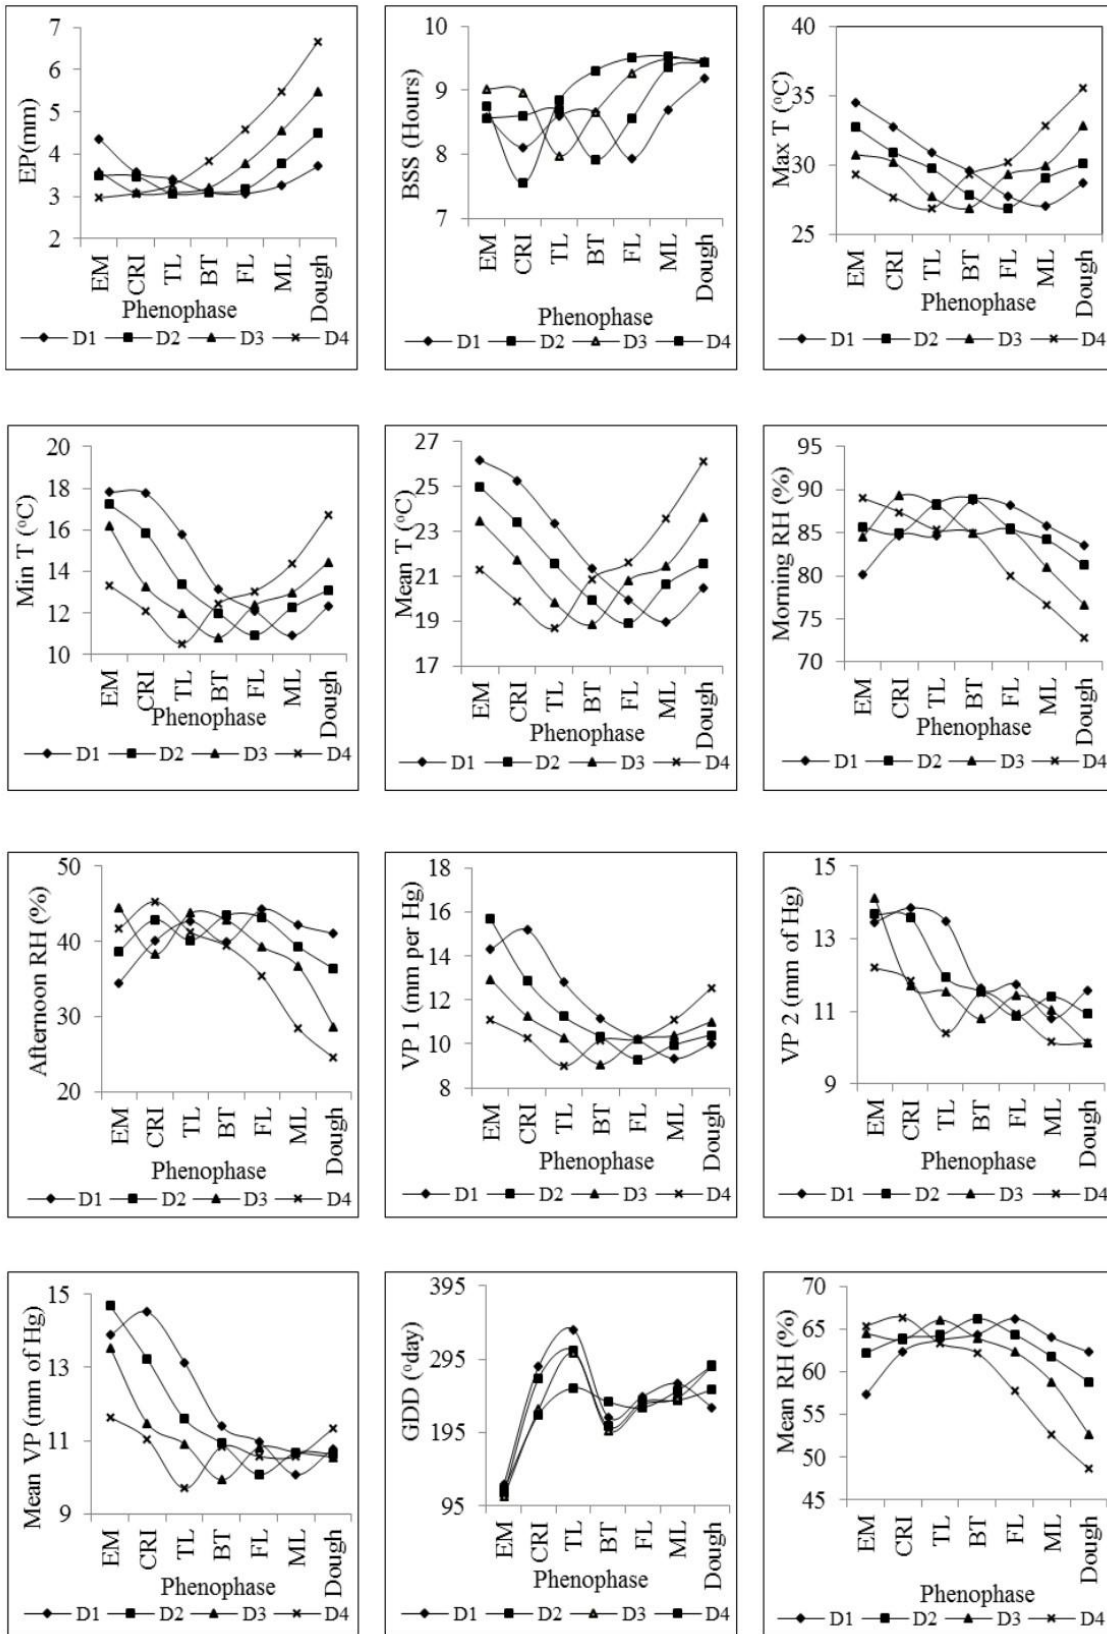 7
6
5
4
3
2
EP(mm)
EM
CRI
TL
BT
FL
ML
Dough
Phenophase
D1 D2 D3 D4
10
9
8
7
BSS (Hours)
EM
CRI
TL
BT
FL
ML
Dough
Phenophase
D1 D2 D3 D4
40
35
30
25
Max T (°C)
EM
CRI
TL
BT
FL
ML
Dough
Phenophase
D1 D2 D3 D4
20
18
16
14
12
10
Min T (°C)
EM
CRI
TL
BT
FL
ML
Dough
Phenophase
D1 D2 D3 D4
27
25
23
21
19
17
Mean T (°C)
EM
CRI
TL
BT
FL
ML
Dough
Phenophase
D1 D2 D3 D4
95
90
85
80
75
70
Morning RH (%)
EM
CRI
TL
BT
FL
ML
Dough
Phenophase
D1 D2 D3 D4
50
40
30
20
Afternoon RH (%)
EM
CRI
TL
BT
FL
ML
Dough
Phenophase
D1 D2 D3 D4
18
16
14
12
10
8
VP 1 (mm per Hg)
EM
CRI
TL
BT
FL
ML
Dough
Phenophase
D1 D2 D3 D4
15
13
11
9
VP 2 (mm of Hg)
EM
CRI
TL
BT
FL
ML
Dough
Phenophase
D1 D2 D3 D4
15
13
11
9
Mean VP (mm of Hg)
EM
CRI
TL
BT
FL
ML
Dough
Phenophase
D1 D2 D3 D4
395
295
195
95
GDD (°day)
EM
CRI
TL
BT
FL
ML
Dough
Phenophase
D1 D2 D3 D4
70
65
60
55
50
45
Mean RH (%)
EM
CRI
TL
BT
FL
ML
Dough
Phenophase
D1 D2 D3 D4